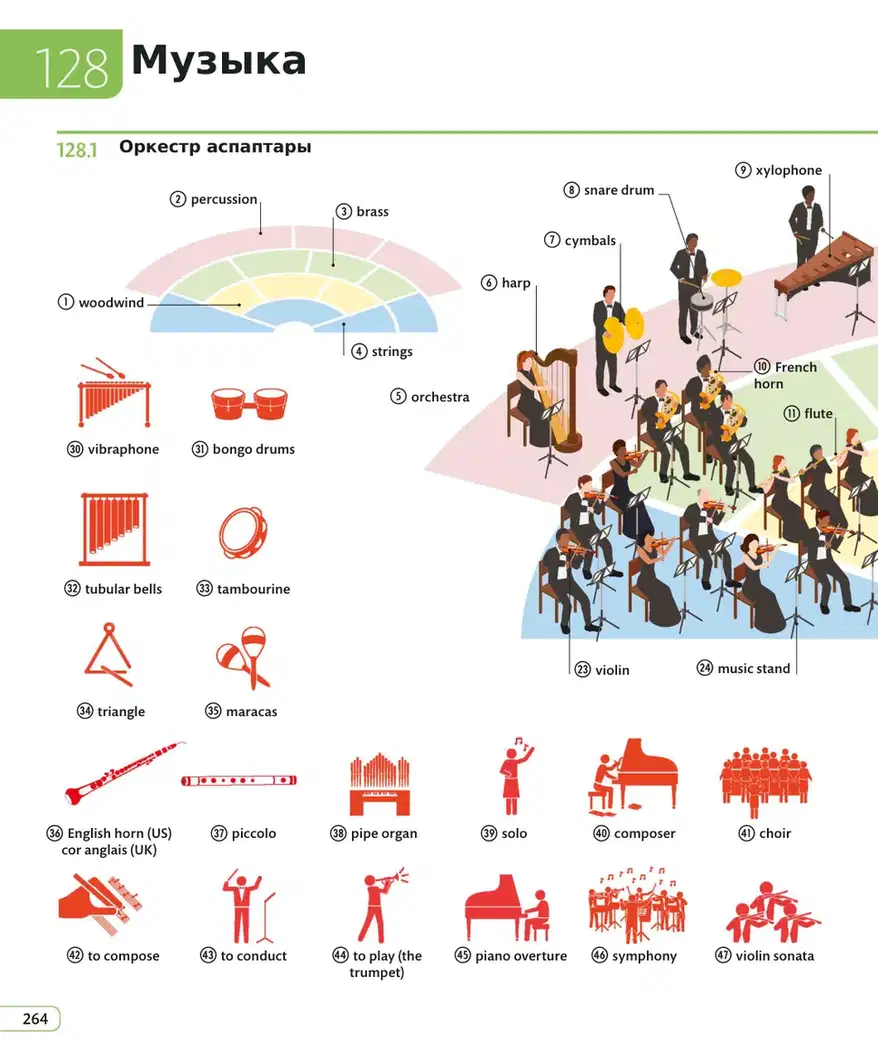 128 Музыка
128.1 Оркестр аспаптары
② percussion
③ brass
① woodwind
④ strings
⑤ orchestra
⑥ harp
⑦ cymbals
⑧ snare drum
⑨ xylophone
⑩ French
horn
⑪ flute
㉚ vibraphone
㉛ bongo drums
㉜ tubular bells
㉝ tambourine
㉓ violin
㉔ music stand
㉞ triangle
㉟ maracas
㊱ English horn (US)
cor anglais (UK)
㊲ piccolo
㊳ pipe organ
㊴ solo
㊵ composer
㊶ choir
㊷ to compose
㊸ to conduct
㊹ to play (the
trumpet)
㊺ piano overture
㊻ symphony
㊼ violin sonata
264